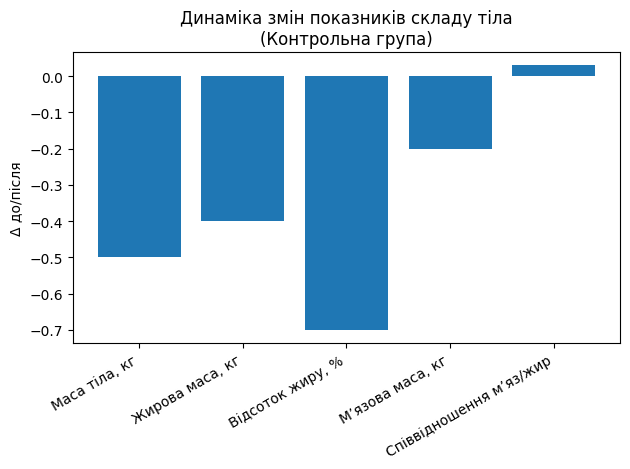 Динаміка змін показників складу тіла
(Контрольна група)
Δ до/після
0.0
−0.1
−0.2
−0.3
−0.4
−0.5
−0.6
−0.7
Маса тіла, кг
Жирова маса, кг
Відсоток жиру, %
М’язова маса, кг
Співвідношення м’яз/жир